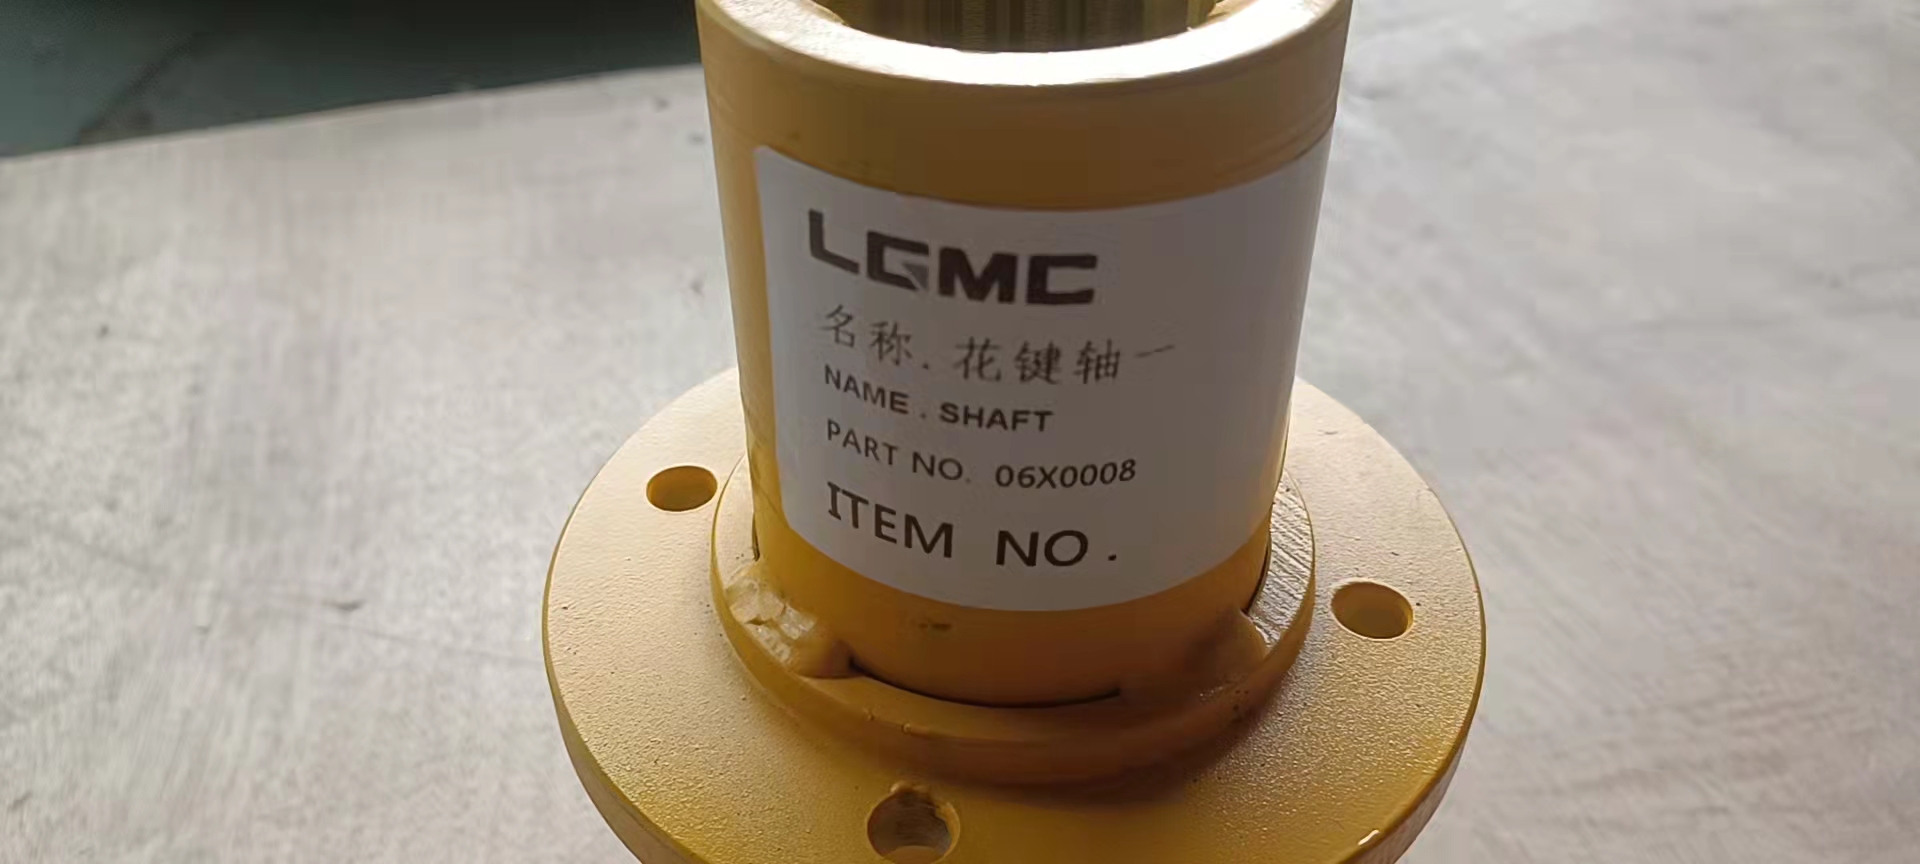 LGMC
名称.花键轴一
NAME . SHAFT
PART NO. 06X0008
ITEM NO.